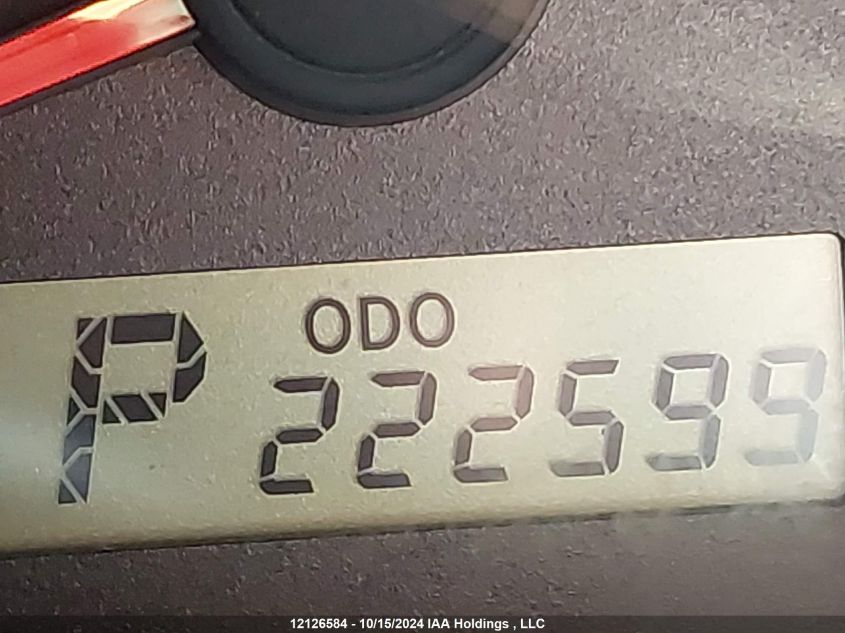 ODO
P 222599
12126584 - 10/15/2024 IAA Holdings , LLC